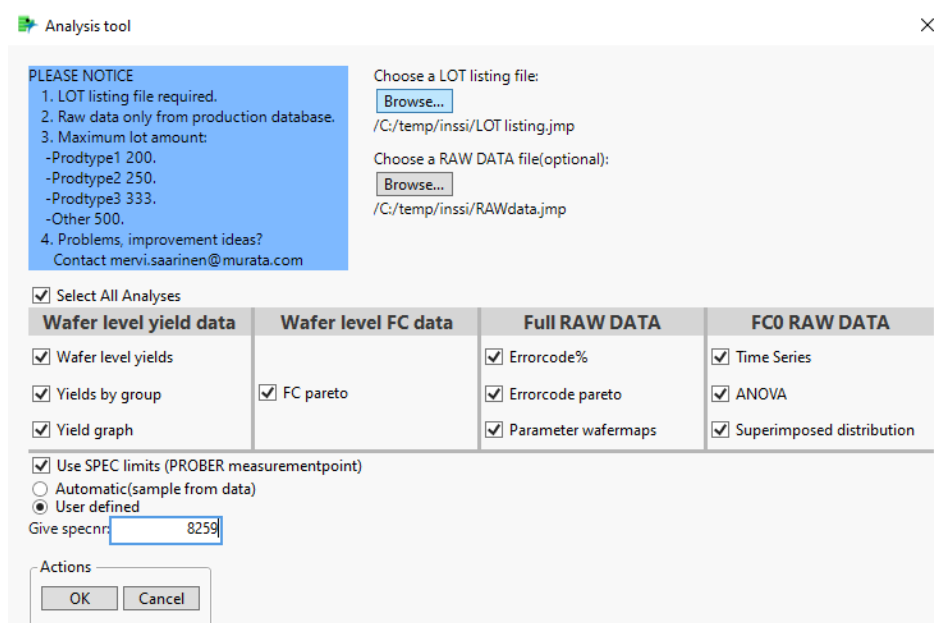 Analysis tool
PLEASE NOTICE
1. LOT listing file required.
2. Raw data only from production database.
3. Maximum lot amount:
-Prodtype1 200.
-Prodtype2 250.
-Prodtype3 333.
-Other 500.
4. Problems, improvement ideas?
Contact mervi.saarinen@murata.com
Choose a LOT listing file:
Browse...
/C:/temp/inssi/LOT listing.jmp
Choose a RAW DATA file(optional):
Browse...
/C:/temp/inssi/RAWdata.jmp
Select All Analyses
Wafer level yield data Wafer level FC data Full RAW DATA FC0 RAW DATA
Wafer level yields Errorcode% Time Series
Yields by group FC pareto Errorcode pareto ANOVA
Yield graph Parameter wafermaps Superimposed distribution
Use SPEC limits (PROBER measurementpoint)
Automatic(sample from data)
User defined
Give specnr: 8259
Actions
OK Cancel